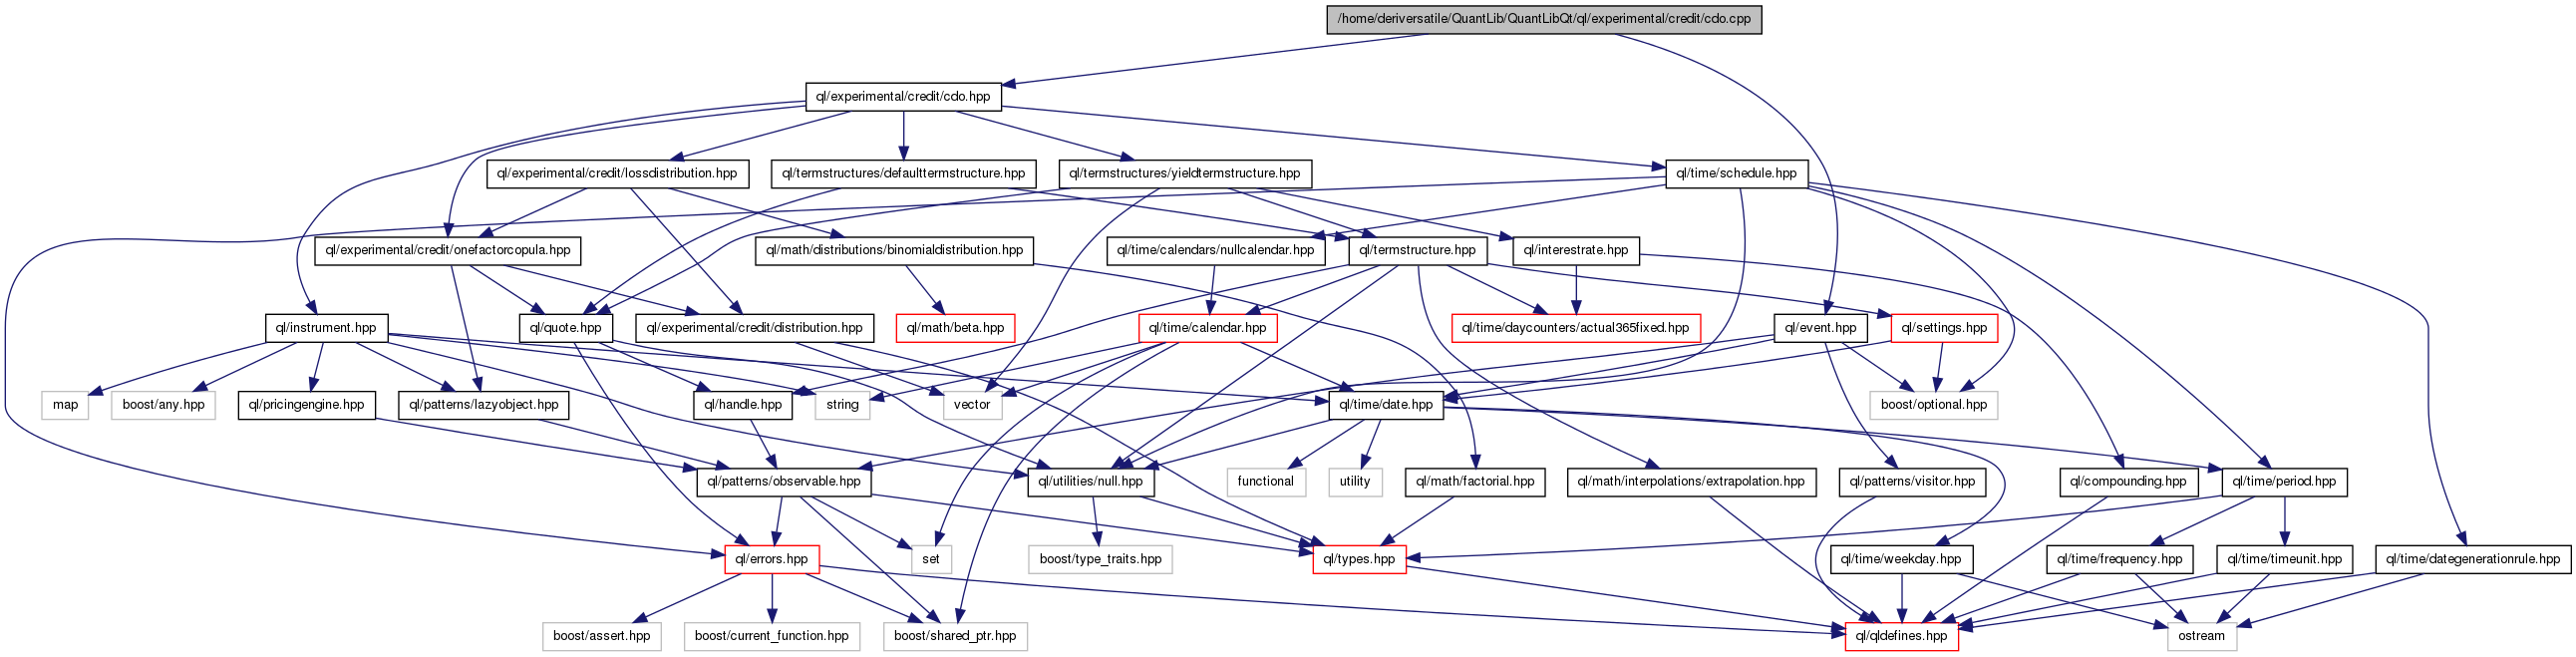 /home/deriversatile/QuantLib/QuantLibQt/ql/experimental/credit/cdo.cpp
ql/experimental/credit/cdo.hpp
ql/experimental/credit/lossdistribution.hpp
ql/termstructures/defaulttermstructure.hpp
ql/termstructures/yieldtermstructure.hpp
ql/time/schedule.hpp
ql/experimental/credit/onefactorcopula.hpp
ql/math/distributions/binomialdistribution.hpp
ql/time/calendars/nullcalendar.hpp
ql/termstructure.hpp
ql/interestrate.hpp
ql/instrument.hpp
ql/quote.hpp
ql/experimental/credit/distribution.hpp
ql/math/beta.hpp
ql/time/calendar.hpp
ql/time/daycounters/actual365fixed.hpp
ql/event.hpp
ql/settings.hpp
map
boost/any.hpp
ql/pricingengine.hpp
ql/patterns/lazyobject.hpp
ql/handle.hpp
string
vector
ql/time/date.hpp
boost/optional.hpp
ql/patterns/observable.hpp
ql/utilities/null.hpp
functional
utility
ql/math/factorial.hpp
ql/math/interpolations/extrapolation.hpp
ql/patterns/visitor.hpp
ql/compounding.hpp
ql/time/period.hpp
ql/errors.hpp
set
boost/type_traits.hpp
ql/types.hpp
ql/time/weekday.hpp
ql/time/frequency.hpp
ql/time/timeunit.hpp
ql/time/dategenerationrule.hpp
boost/assert.hpp
boost/current_function.hpp
boost/shared_ptr.hpp
ql/qldefines.hpp
ostream